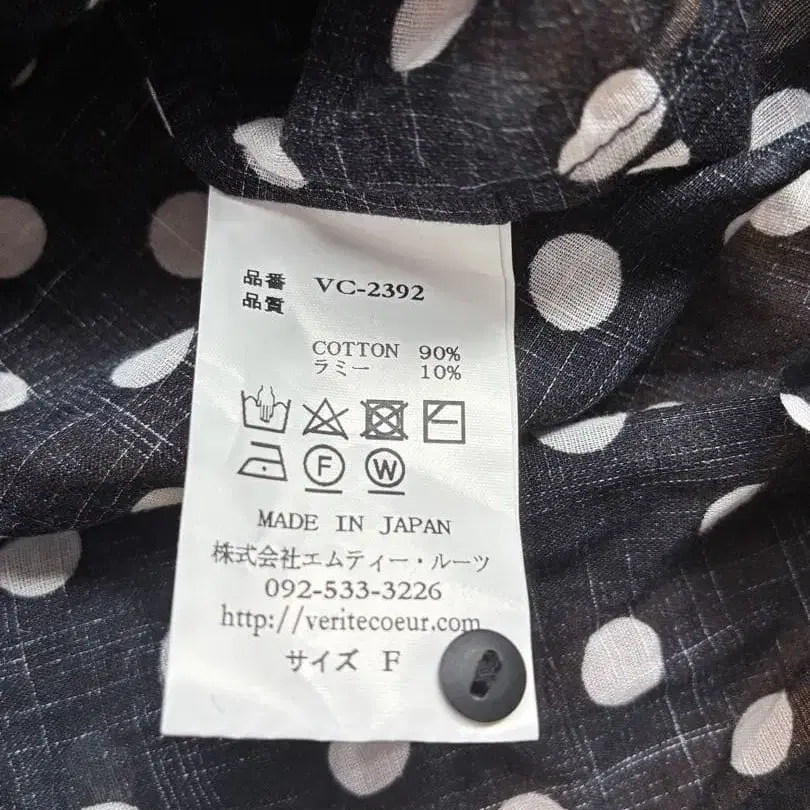 品番 VC-2392
品質
COTTON 90%
ラミー 10%
F W
MADE IN JAPAN
株式会社エムティー・ルーツ
092-533-3226
http://veritecoeur.com
サイズ F